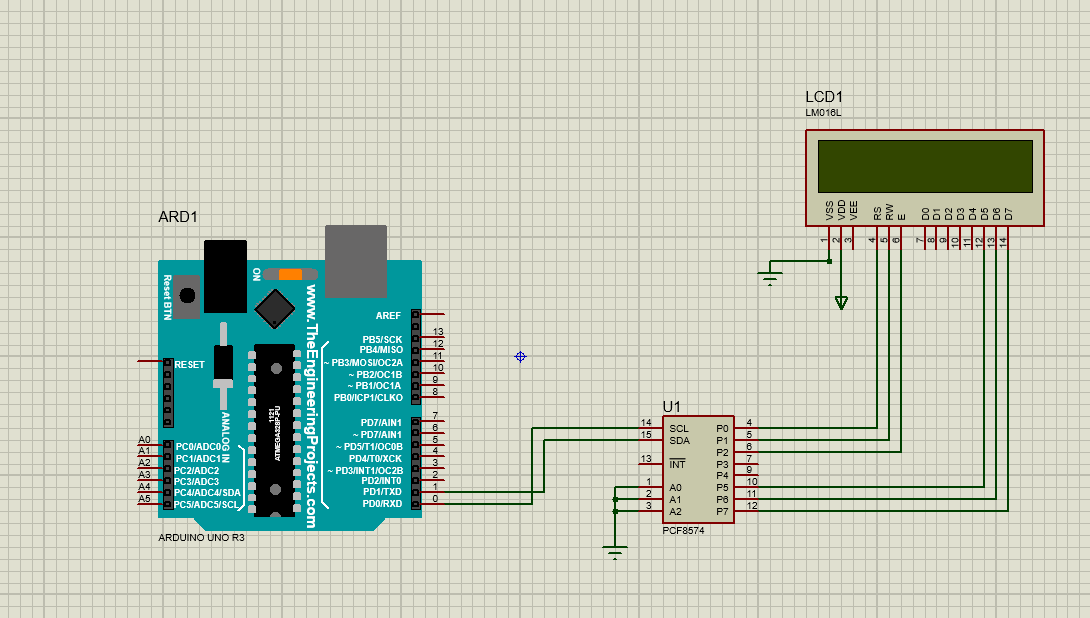 LCD1
LM016L
VSS
VDD
VEE
RS
RW
E
D0
D1
D2
D3
D4
D5
D6
D7
1
2
3
4
5
6
7
8
9
10
11
12
13
14
ARD1
Reset BTN
ON
www.TheEngineeringProjects.com
1121
ATMEGA328P-PU
ANALOG IN
RESET
AREF
PB5/SCK 13
PB4/MISO 12
~ PB3/MOSI/OC2A 11
~ PB2/OC1B 10
~ PB1/OC1A 9
PB0/ICP1/CLKO 8
PD7/AIN1 7
~ PD7/AIN1 6
~ PD5/T1/OC0B 5
PD4/T0/XCK 4
~ PD3/INT1/OC2B 3
PD2/INT0 2
PD1/TXD 1
PD0/RXD 0
A0 PC0/ADC0
A1 PC1/ADC1
A2 PC2/ADC2
A3 PC3/ADC3
A4 PC4/ADC4/SDA
A5 PC5/ADC5/SCL
ARDUINO UNO R3
U1
14 SCL P0 4
15 SDA P1 5
P2 6
13 INT P3 7
P4 9
1 A0 P5 10
2 A1 P6 11
3 A2 P7 12
PCF8574